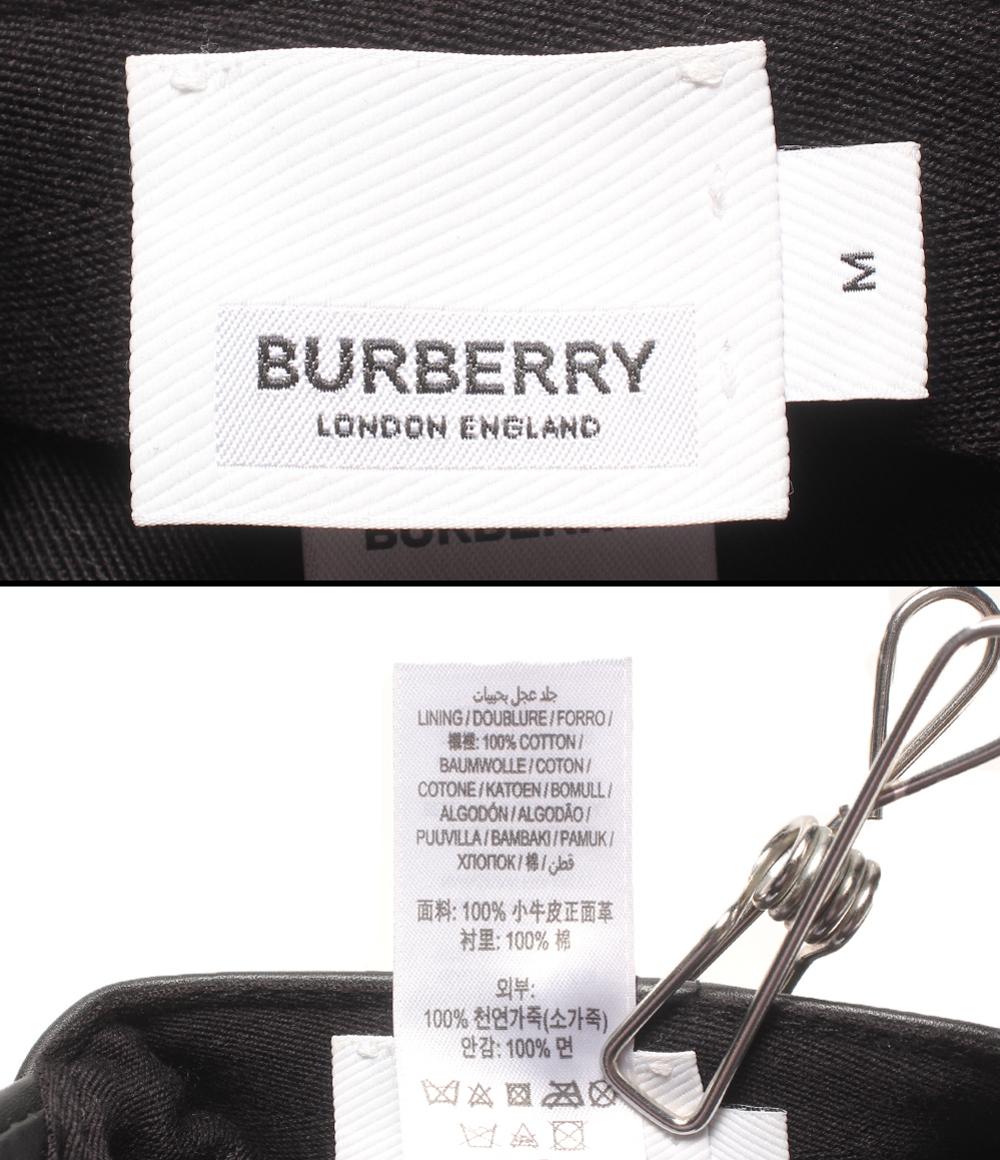 BURBERRY
LONDON ENGLAND
M
BURBERRY
جلد عجل بحبيبات
LINING / DOUBLURE / FORRO /
襯裡: 100% COTTON /
BAUMWOLLE / COTON /
COTONE / KATOEN / BOMULL /
ALGODÓN / ALGODÃO /
PUUVILLA / BAMBAKI / PAMUK /
ХЛОПОК / 棉 / قطن
面料: 100% 小牛皮正面革
衬里: 100% 棉
외부:
100% 천연가죽(소가죽)
안감: 100% 면